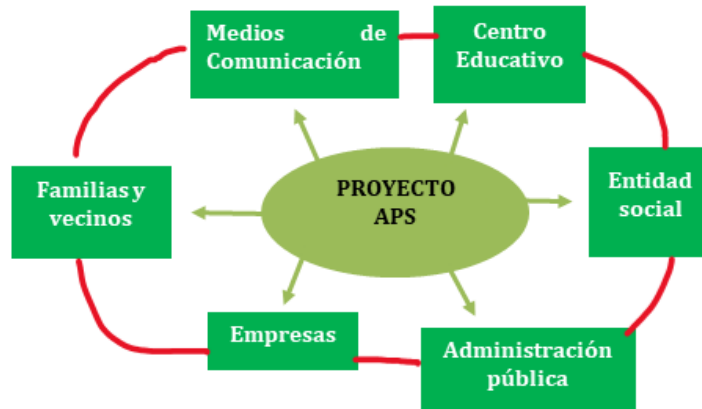 Medios de
Comunicación
Centro
Educativo
Familias y
vecinos
PROYECTO
APS
Entidad
social
Empresas
Administración
pública